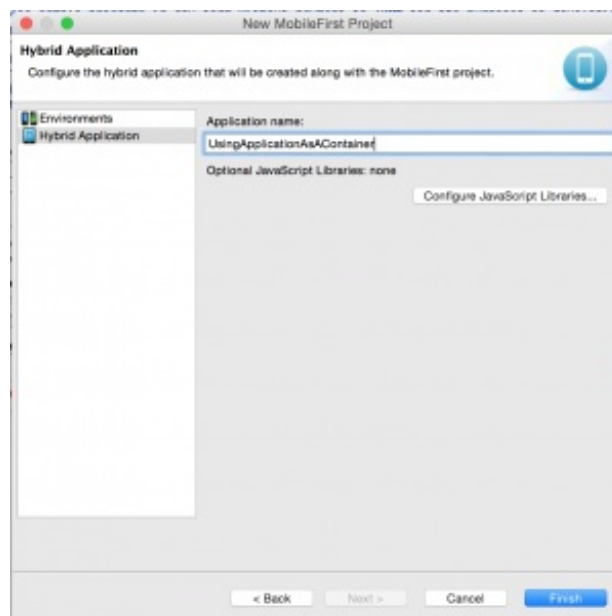 New MobileFirst Project
Hybrid Application
Configure the hybrid application that will be created along with the MobileFirst project.
Environments
Hybrid Application
Application name:
UsingApplicationAsAContainer
Optional JavaScript Libraries: none
Configure JavaScript Libraries...
< Back
Next >
Cancel
Finish